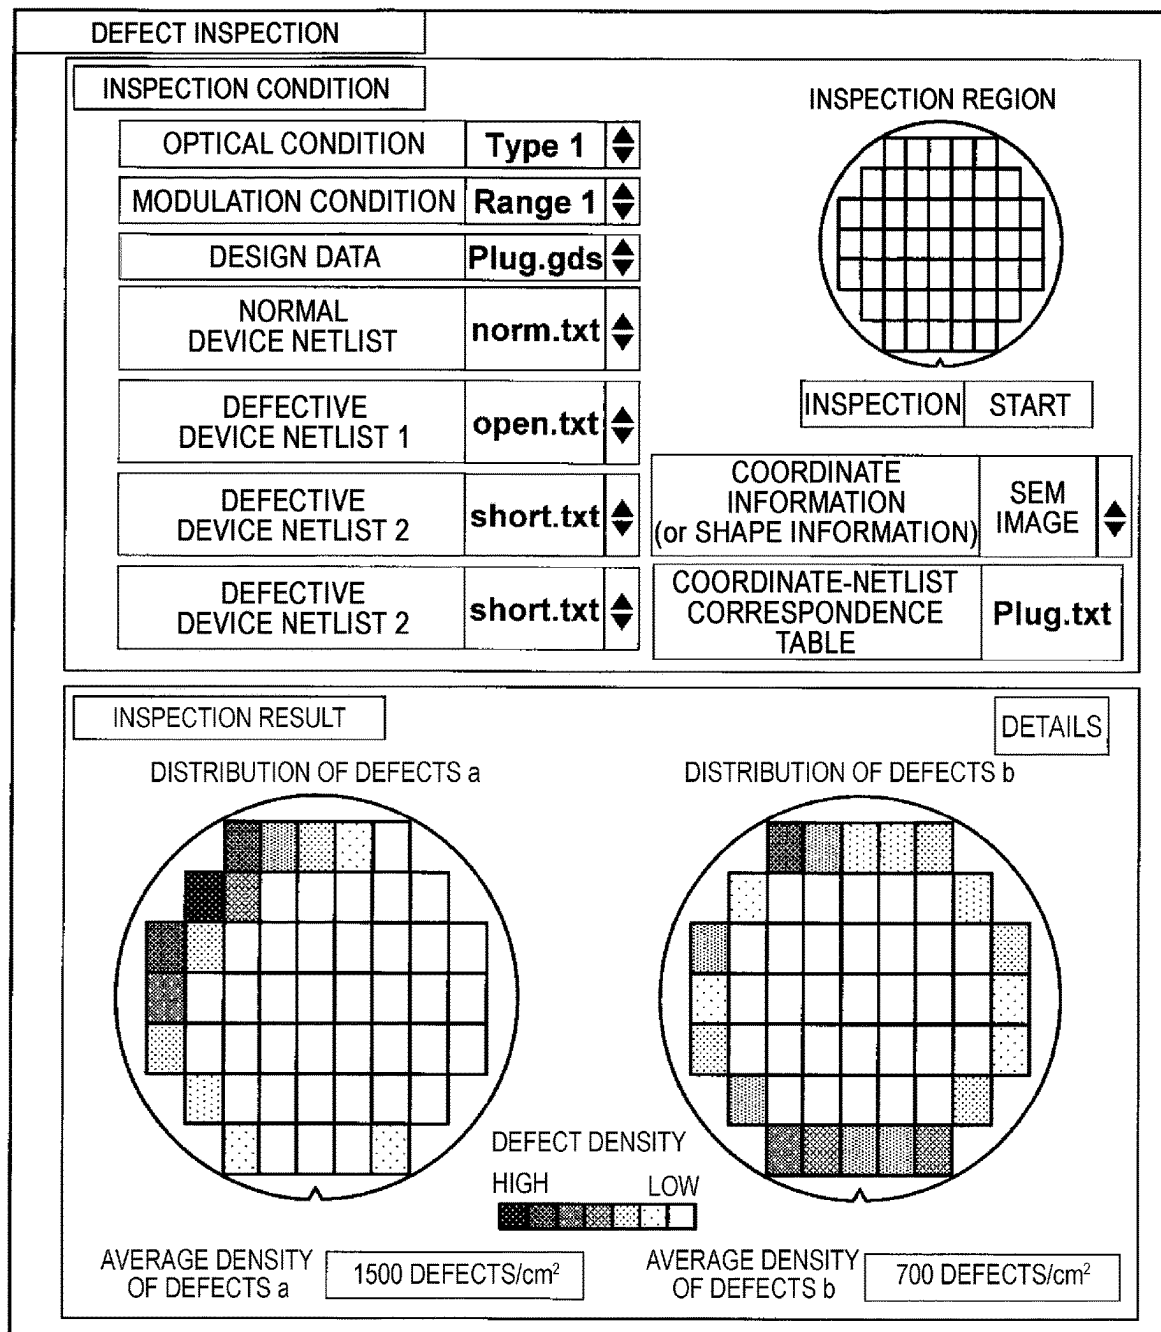 DEFECT INSPECTION
INSPECTION CONDITION
OPTICAL CONDITION Type 1
MODULATION CONDITION Range 1
DESIGN DATA Plug.gds
NORMAL
DEVICE NETLIST
norm.txt
DEFECTIVE
DEVICE NETLIST 1
open.txt
DEFECTIVE
DEVICE NETLIST 2
short.txt
DEFECTIVE
DEVICE NETLIST 2
short.txt
INSPECTION REGION
INSPECTION START
COORDINATE
INFORMATION
(or SHAPE INFORMATION)
SEM
IMAGE
COORDINATE-NETLIST
CORRESPONDENCE
TABLE
Plug.txt
INSPECTION RESULT
DETAILS
DISTRIBUTION OF DEFECTS a
DISTRIBUTION OF DEFECTS b
DEFECT DENSITY
HIGH LOW
AVERAGE DENSITY
OF DEFECTS a
1500 DEFECTS/cm²
AVERAGE DENSITY
OF DEFECTS b
700 DEFECTS/cm²